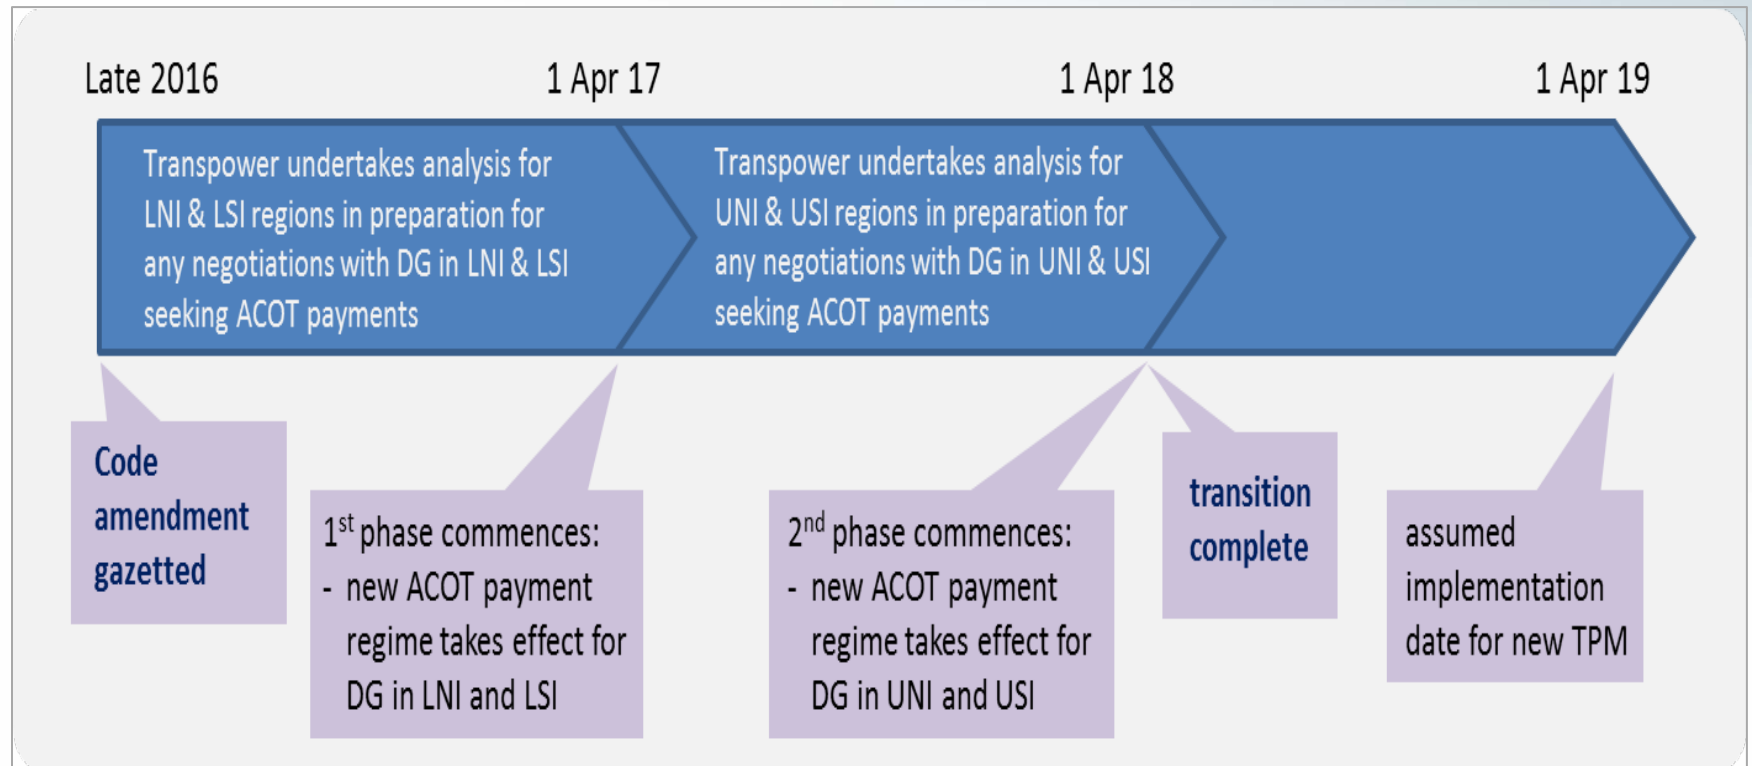 Late 2016
1 Apr 17
1 Apr 18
1 Apr 19
Transpower undertakes analysis for
LNI & LSI regions in preparation for
any negotiations with DG in LNI & LSI
seeking ACOT payments
Transpower undertakes analysis for
UNI & USI regions in preparation for
any negotiations with DG in UNI & USI
seeking ACOT payments
Code
amendment
gazetted
1st phase commences:
- new ACOT payment
regime takes effect for
DG in LNI and LSI
2nd phase commences:
- new ACOT payment
regime takes effect for
DG in UNI and USI
transition
complete
assumed
implementation
date for new TPM